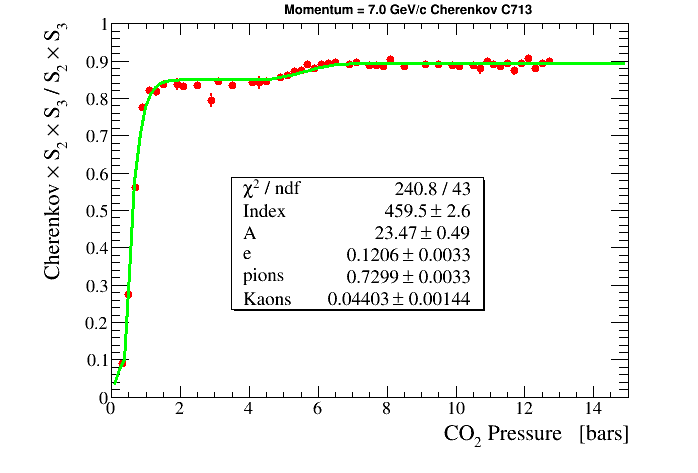 Momentum = 7.0 GeV/c Cherenkov C713
Cherenkov × S₂ × S₃ / S₂ × S₃
1
0.9
0.8
0.7
0.6
0.5
0.4
0.3
0.2
0.1
0
χ² / ndf 240.8 / 43
Index 459.5 ± 2.6
A 23.47 ± 0.49
e 0.1206 ± 0.0033
pions 0.7299 ± 0.0033
Kaons 0.04403 ± 0.00144
0 2 4 6 8 10 12 14
CO₂ Pressure [bars]